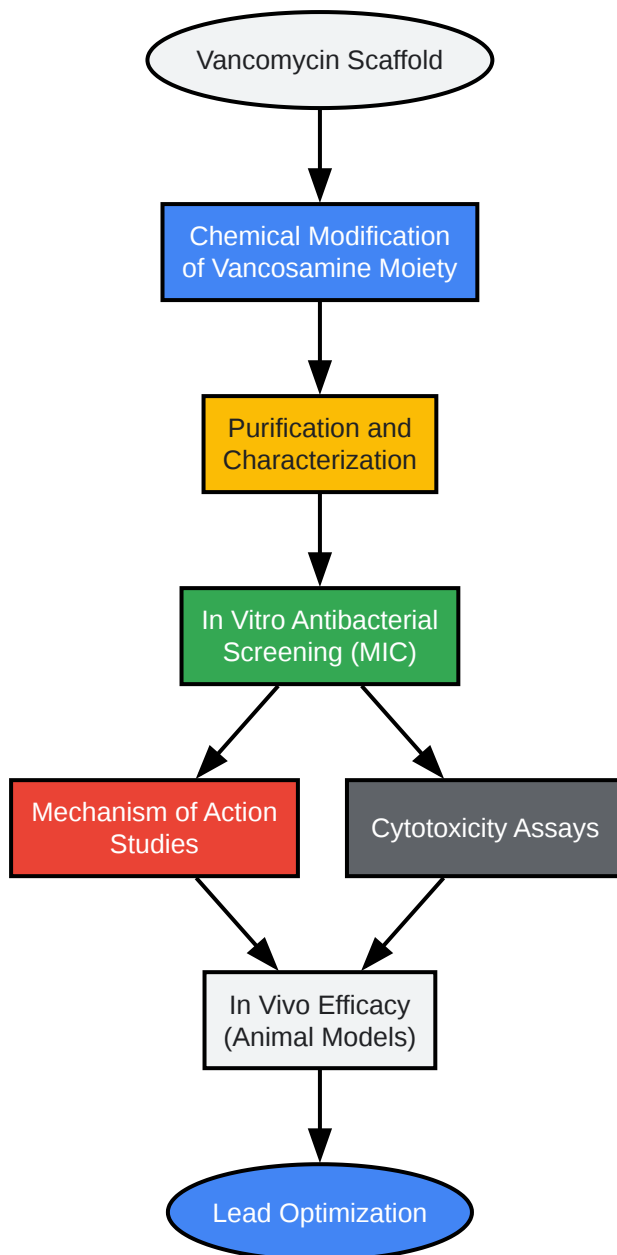 Vancomycin Scaffold
Chemical Modification
of Vancosamine Moiety
Purification and
Characterization
In Vitro Antibacterial
Screening (MIC)
Mechanism of Action
Studies
Cytotoxicity Assays
In Vivo Efficacy
(Animal Models)
Lead Optimization